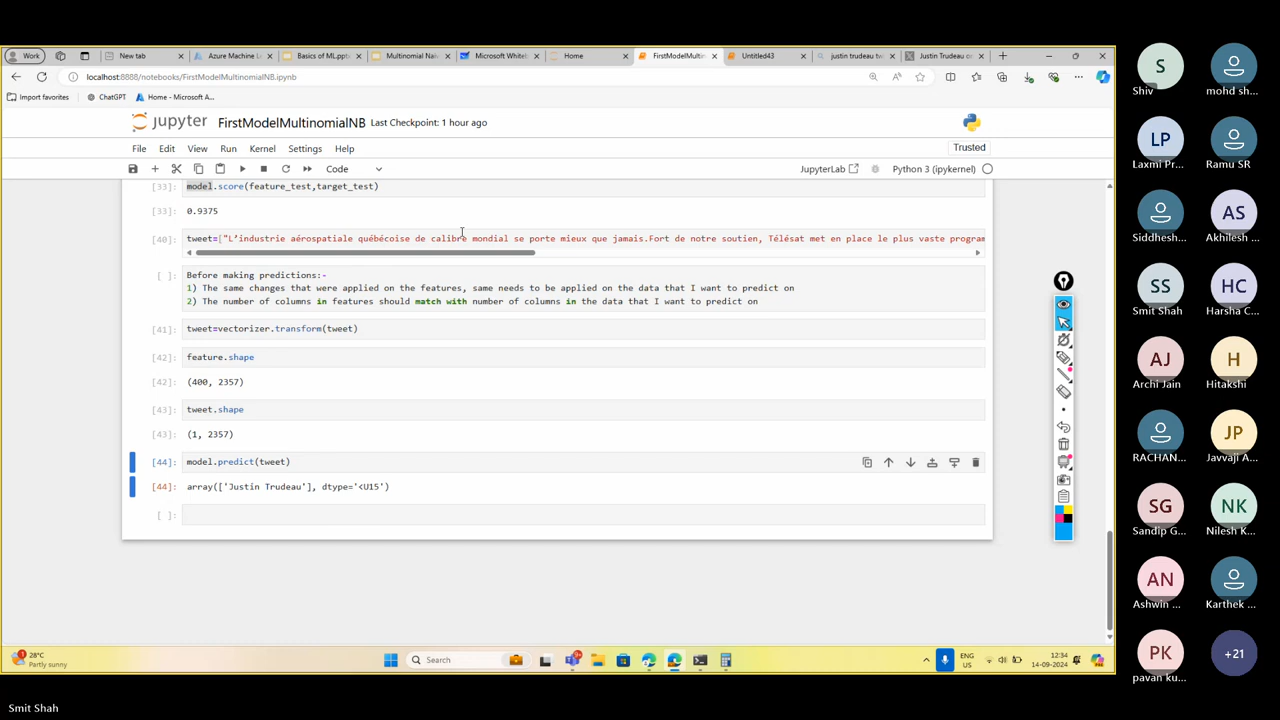 Work
New tab
Azure Machine L
Basics of ML.ppt
Multinomial Nai
Microsoft White
Home
FirstModelMultin
Untitled43
justin trudeau tw
Justin Trudeau o
localhost:8888/notebooks/FirstModelMultinomialNB.ipynb
Import favorites
ChatGPT
Home - Microsoft A...
jupyter FirstModelMultinomialNB Last Checkpoint: 1 hour ago
File Edit View Run Kernel Settings Help
Trusted
Code
JupyterLab
Python 3 (ipykernel)
[33]: model.score(feature_test,target_test)
[33]: 0.9375
[40]: tweet=["L'industrie aérospatiale québécoise de calibre mondial se porte mieux que jamais.Fort de notre soutien, Télésat met en place le plus vaste program
[ ]: Before making predictions:-
1) The same changes that were applied on the features, same needs to be applied on the data that I want to predict on
2) The number of columns in features should match with number of columns in the data that I want to predict on
[41]: tweet=vectorizer.transform(tweet)
[42]: feature.shape
[42]: (400, 2357)
[43]: tweet.shape
[43]: (1, 2357)
[44]: model.predict(tweet)
[44]: array(['Justin Trudeau'], dtype='<U15')
[ ]:
28°C
Partly sunny
Search
ENG
US
12:34
14-09-2024
S
Shiv
mohd sh...
LP
Laxmi Pr...
Ramu SR
Siddhesh...
AS
Akhilesh ...
SS
Smit Shah
HC
Harsha C...
AJ
Archi Jain
H
Hitakshi
RACHAN...
JP
Javvaji A...
SG
Sandip G...
NK
Nilesh K...
AN
Ashwin ...
Karthek ...
PK
pavan ku...
+21
Smit Shah